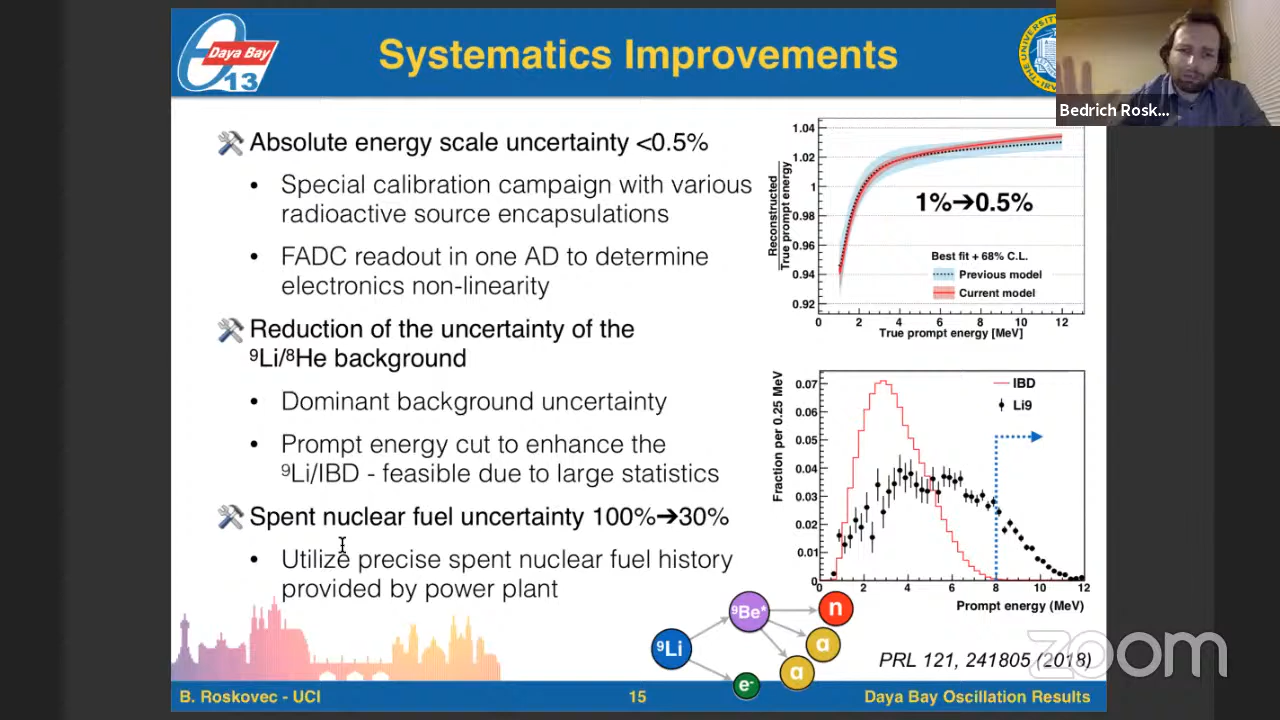 Daya Bay
13
Systematics Improvements
Bedrich Rosk...
Absolute energy scale uncertainty <0.5%
• Special calibration campaign with various
radioactive source encapsulations
• FADC readout in one AD to determine
electronics non-linearity
Reduction of the uncertainty of the
⁹Li/⁸He background
• Dominant background uncertainty
• Prompt energy cut to enhance the
⁹Li/IBD - feasible due to large statistics
Spent nuclear fuel uncertainty 100%➔30%
• Utilize precise spent nuclear fuel history
provided by power plant
Reconstructed
True prompt energy
1.04
1.02
1
0.98
0.96
0.94
0.92
1%➔0.5%
Best fit + 68% C.L.
Previous model
Current model
0 2 4 6 8 10 12
True prompt energy [MeV]
Fraction per 0.25 MeV
0.07
0.06
0.05
0.04
0.03
0.02
0.01
0
IBD
Li9
2 4 6 8 10 12
Prompt energy (MeV)
⁹Li
⁹Be*
n
α
α
e⁻
PRL 121, 241805 (2018)
zoom
B. Roskovec - UCI
15
Daya Bay Oscillation Results